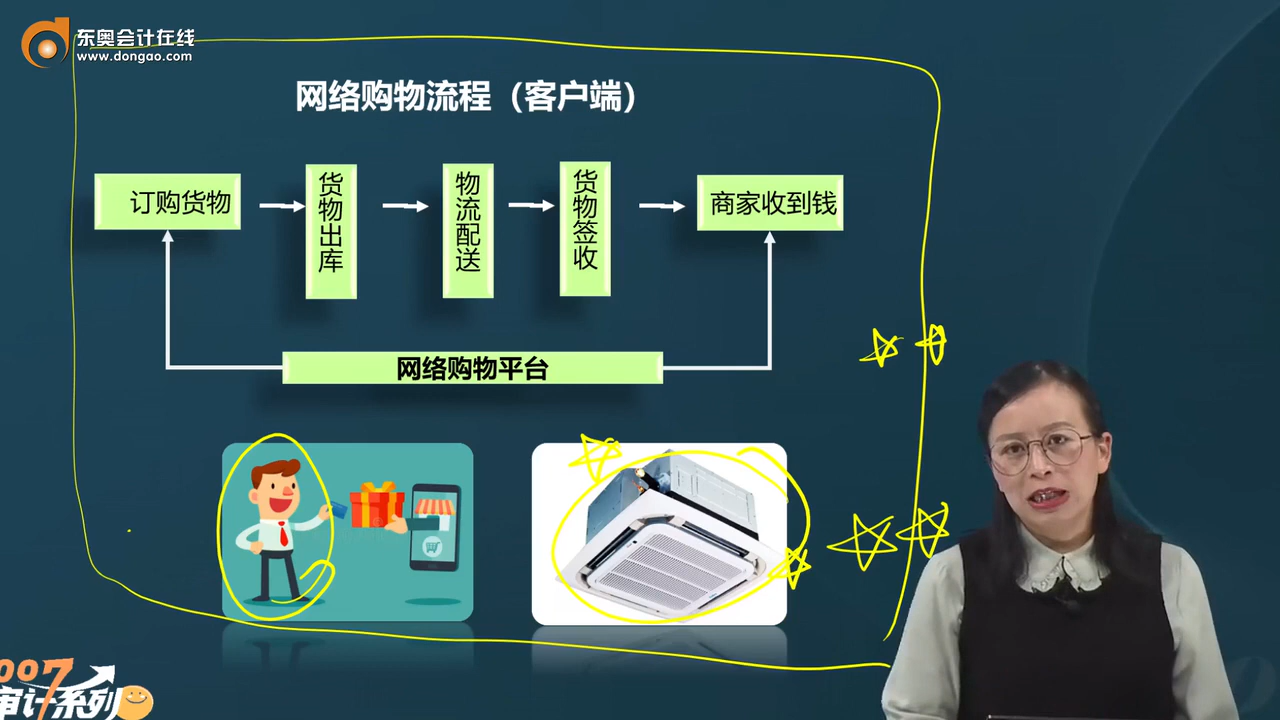 东奥会计在线
www.dongao.com
网络购物流程（客户端）
订购货物
货物出库
物流配送
货物签收
商家收到钱
网络购物平台
007
审计系列